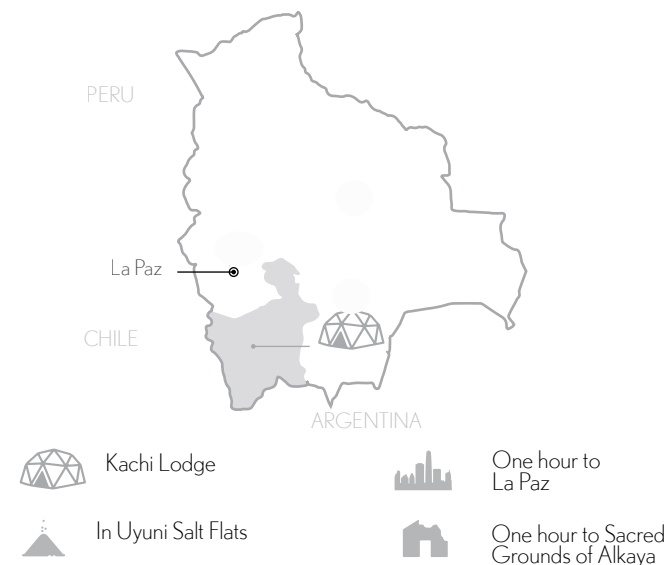 PERU
La Paz
CHILE
ARGENTINA
Kachi Lodge
In Uyuni Salt Flats
One hour to
La Paz
One hour to Sacred
Grounds of Alkaya